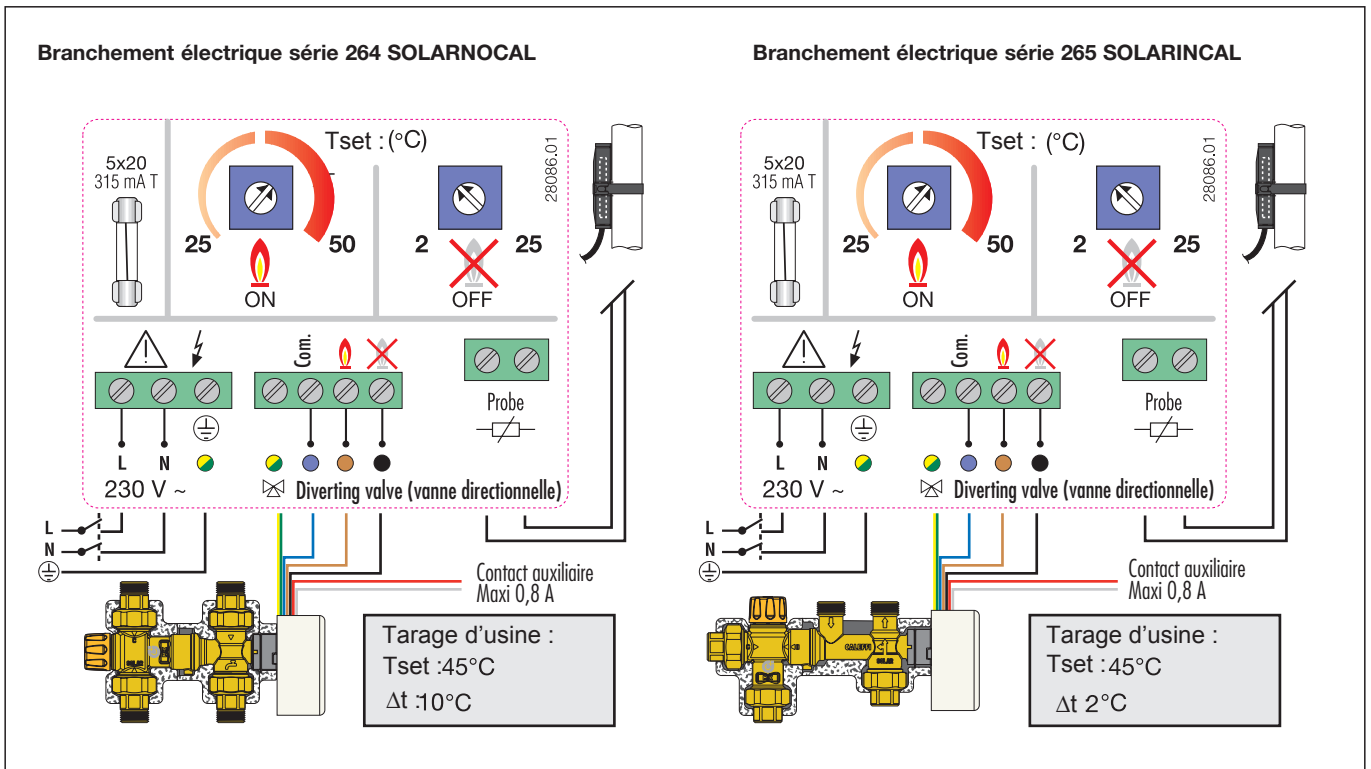 Branchement électrique série 264 SOLARNOCAL
Tset : (°C)
5x20
315 mA T
28086.01
25
50
2
25
ON
OFF
Com.
Probe
L
N
230 V ~
Diverting valve (vanne directionnelle)
L
N
Contact auxiliaire
Maxi 0,8 A
Tarage d'usine :
Tset :45°C
Δt :10°C
Branchement électrique série 265 SOLARINCAL
Tset : (°C)
5x20
315 mA T
28086.01
25
50
2
25
ON
OFF
Com.
Probe
L
N
230 V ~
Diverting valve (vanne directionnelle)
L
N
Contact auxiliaire
Maxi 0,8 A
CALEFFI
SOLAR
Tarage d'usine :
Tset :45°C
Δt 2°C